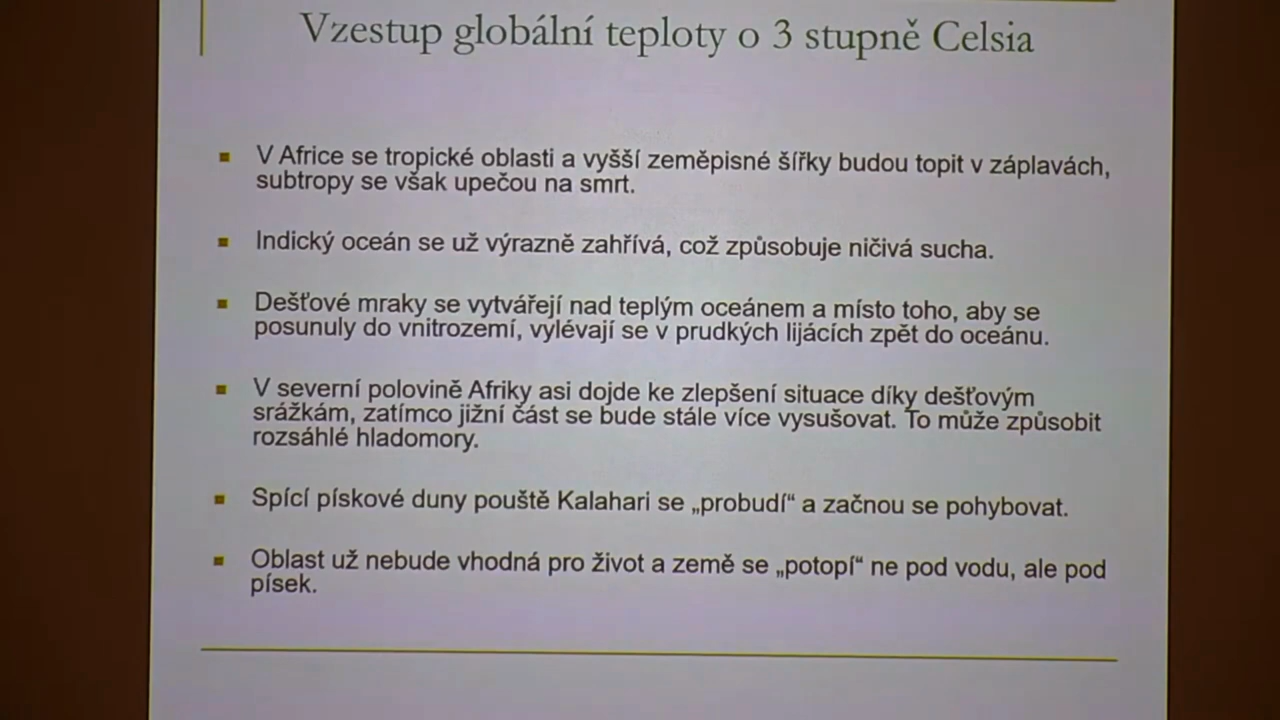 Vzestup globální teploty o 3 stupně Celsia
V Africe se tropické oblasti a vyšší zeměpisné šířky budou topit v záplavách,
subtropy se však upečou na smrt.
Indický oceán se už výrazně zahřívá, což způsobuje ničivá sucha.
Dešťové mraky se vytvářejí nad teplým oceánem a místo toho, aby se
posunuly do vnitrozemí, vylévají se v prudkých lijácích zpět do oceánu.
V severní polovině Afriky asi dojde ke zlepšení situace díky dešťovým
srážkám, zatímco jižní část se bude stále více vysušovat. To může způsobit
rozsáhlé hladomory.
Spící pískové duny pouště Kalahari se „probudí“ a začnou se pohybovat.
Oblast už nebude vhodná pro život a země se „potopí“ ne pod vodu, ale pod
písek.